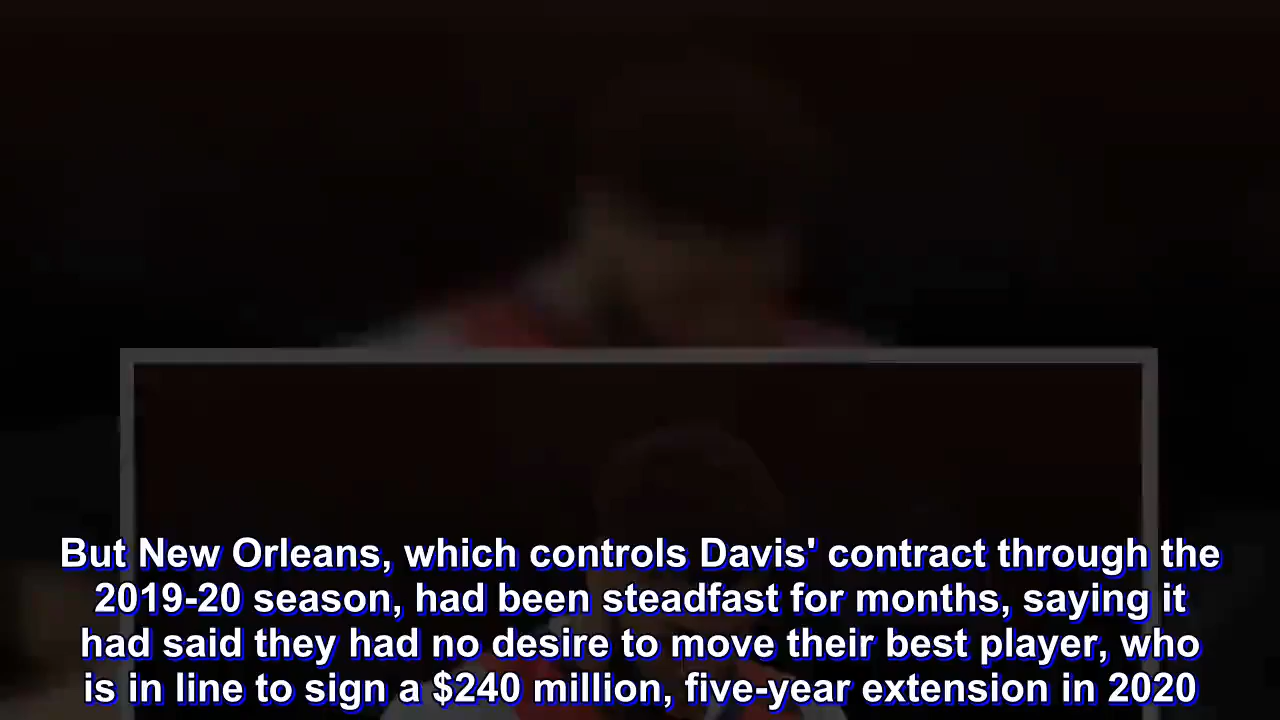 But New Orleans, which controls Davis' contract through the
2019-20 season, had been steadfast for months, saying it
had said they had no desire to move their best player, who
is in line to sign a $240 million, five-year extension in 2020